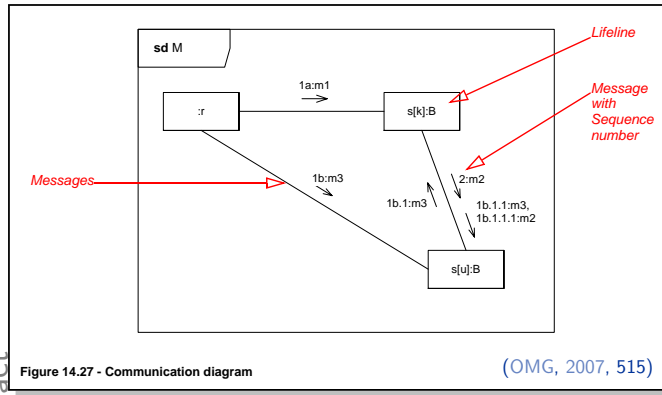 sd M
Lifeline
1a:m1
Message
with
Sequence
number
:r
s[k]:B
Messages
1b:m3
2:m2
1b.1:m3
1b.1.1:m3,
1b.1.1.1:m2
s[u]:B
Figure 14.27 - Communication diagram
(OMG, 2007, 515)